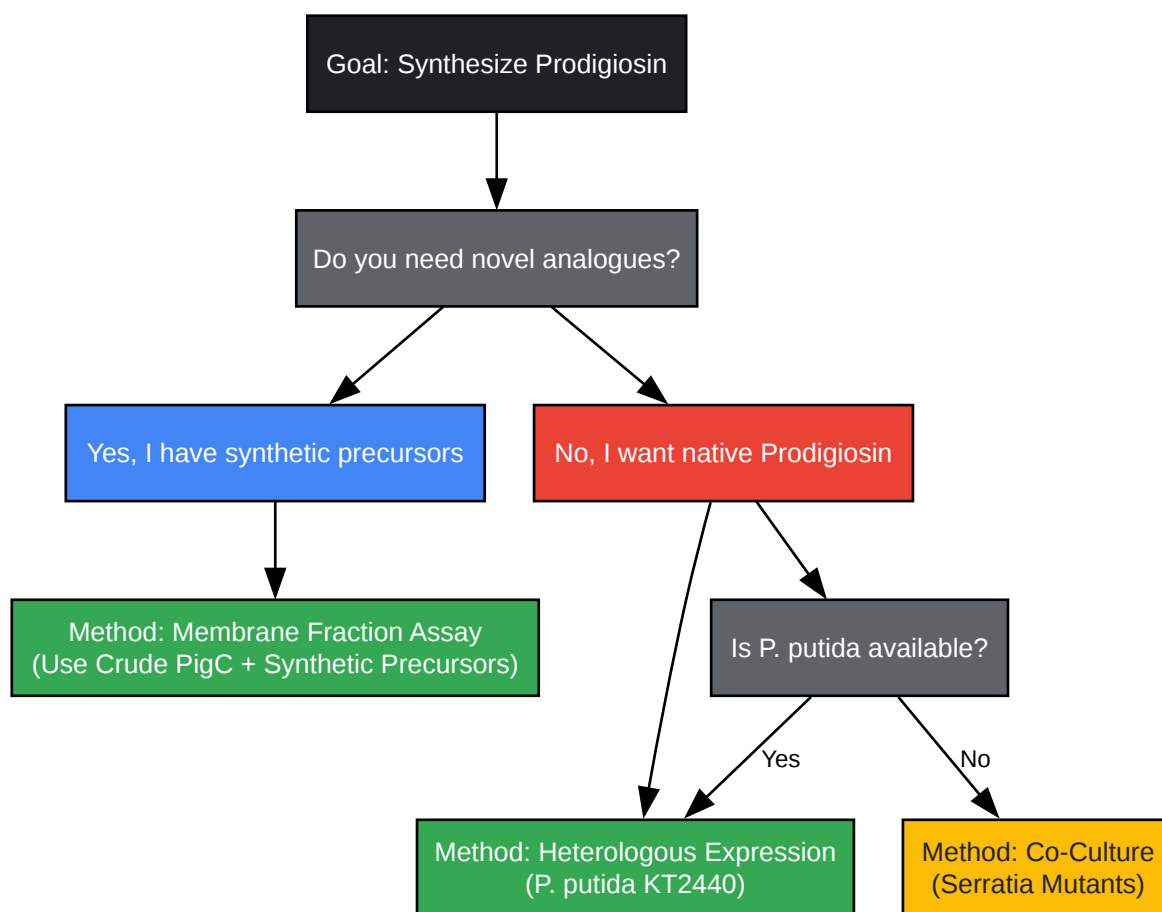 Goal: Synthesize Prodigiosin
Do you need novel analogues?
Yes, I have synthetic precursors
No, I want native Prodigiosin
Method: Membrane Fraction Assay
(Use Crude PigC + Synthetic Precursors)
Is P. putida available?
Yes
No
Method: Heterologous Expression
(P. putida KT2440)
Method: Co-Culture
(Serratia Mutants)